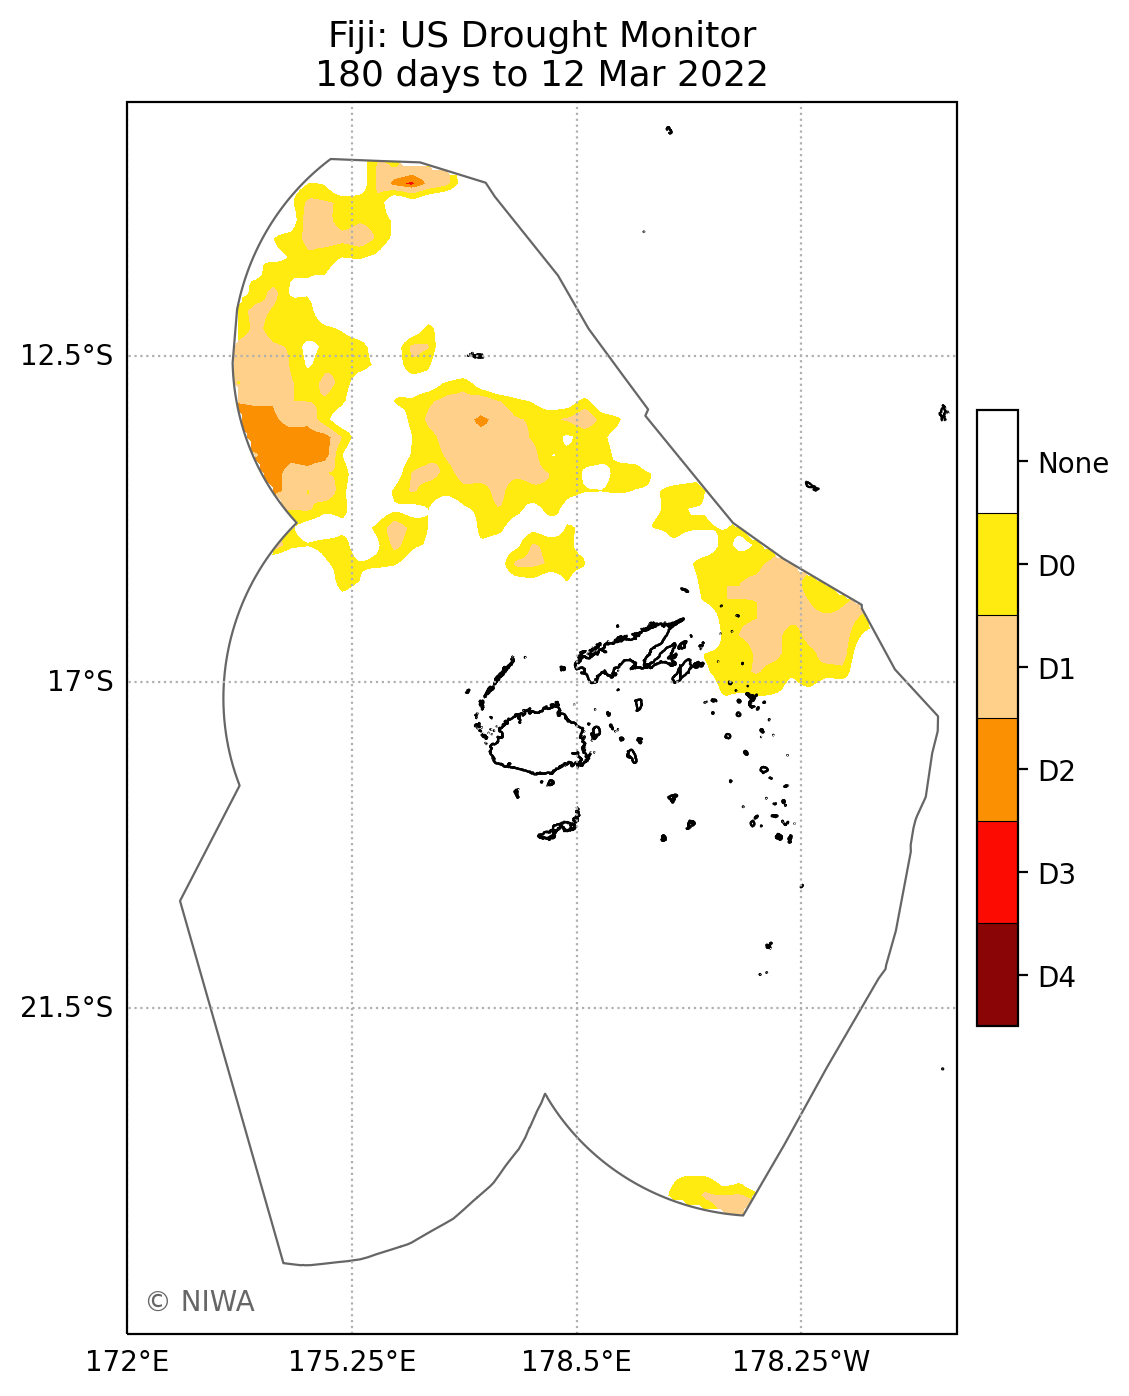 Fiji: US Drought Monitor
180 days to 12 Mar 2022
12.5°S
17°S
21.5°S
172°E
175.25°E
178.5°E
178.25°W
None
D0
D1
D2
D3
D4
© NIWA